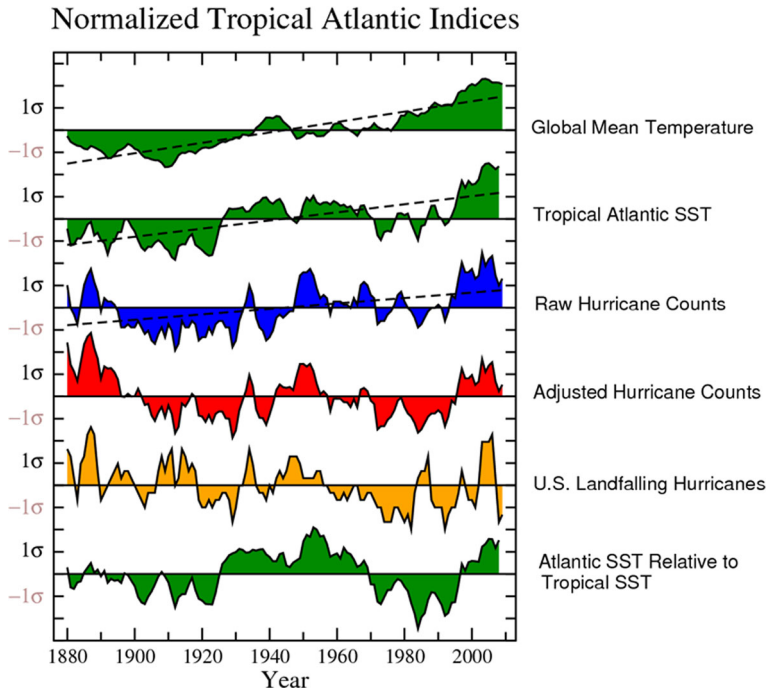 Normalized Tropical Atlantic Indices
1σ
−1σ
Global Mean Temperature
1σ
−1σ
Tropical Atlantic SST
1σ
−1σ
Raw Hurricane Counts
1σ
−1σ
Adjusted Hurricane Counts
1σ
−1σ
U.S. Landfalling Hurricanes
1σ
−1σ
Atlantic SST Relative to
Tropical SST
1880 1900 1920 1940 1960 1980 2000
Year